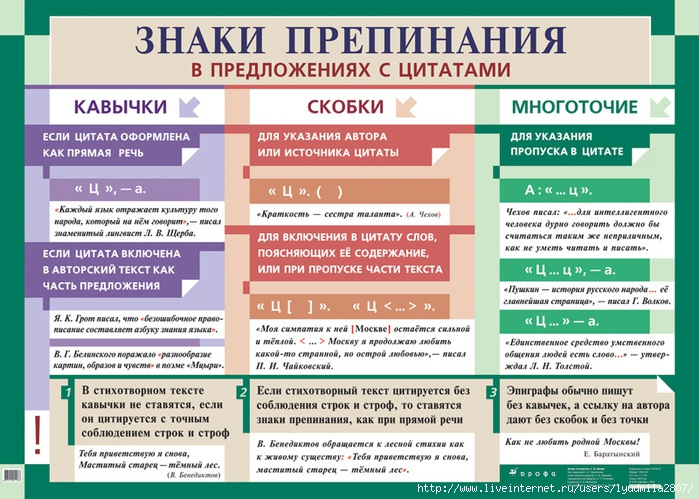 ЗНАКИ ПРЕПИНАНИЯ
В ПРЕДЛОЖЕНИЯХ С ЦИТАТАМИ
КАВЫЧКИ
ЕСЛИ ЦИТАТА ОФОРМЛЕНА
КАК ПРЯМАЯ РЕЧЬ
« Ц », — а.
«Каждый язык отражает культуру того
народа, который на нём говорит»,— писал
знаменитый лингвист Л. В. Щерба.
ЕСЛИ ЦИТАТА ВКЛЮЧЕНА
В АВТОРСКИЙ ТЕКСТ КАК
ЧАСТЬ ПРЕДЛОЖЕНИЯ
Я. К. Грот писал, что «безошибочное право-
писание составляет азбуку знания языка».
В. Г. Белинского поражало «разнообразие
картин, образов и чувств» в поэме «Мцыри».
СКОБКИ
ДЛЯ УКАЗАНИЯ АВТОРА
ИЛИ ИСТОЧНИКА ЦИТАТЫ
« Ц ». ( )
«Краткость — сестра таланта». (А. Чехов)
ДЛЯ ВКЛЮЧЕНИЯ В ЦИТАТУ СЛОВ,
ПОЯСНЯЮЩИХ ЕЁ СОДЕРЖАНИЕ,
ИЛИ ПРИ ПРОПУСКЕ ЧАСТИ ТЕКСТА
« Ц [ ] ». « Ц <...> ».
«Моя симпатия к ней [Москве] остаётся сильной
и тёплой. <...> Москву я продолжаю любить
какой-то странной, но острой любовью»,— писал
П. И. Чайковский.
МНОГОТОЧИЕ
ДЛЯ УКАЗАНИЯ
ПРОПУСКА В ЦИТАТЕ
А : « ... ц ».
Чехов писал: «...для интеллигентного
человека дурно говорить должно бы
считаться таким же неприличным,
как не уметь читать и писать».
« Ц ... ц », — а.
«Пушкин — история русского народа... её
главнейшая страница», — писал Г. Волков.
« Ц ... » — а.
«Единственное средство умственного
общения людей есть слово...» — утвер-
ждал Л. Н. Толстой.
!
1 В стихотворном тексте
кавычки не ставятся, если
он цитируется с точным
соблюдением строк и строф
Тебя приветствую я снова,
Маститый старец — тёмный лес.
(В. Бенедиктов)
2 Если стихотворный текст цитируется без
соблюдения строк и строф, то ставятся
знаки препинания, как при прямой речи
В. Бенедиктов обращается к лесной стихии как
к живому существу: «Тебя приветствую я снова,
маститый старец — тёмный лес».
3 Эпиграфы обычно пишут
без кавычек, а ссылку на автора
дают без скобок и без точки
Как не любить родной Москвы!
Е. Баратынский
дрофа
http://www.liveinternet.ru/users/lyudmila2807/